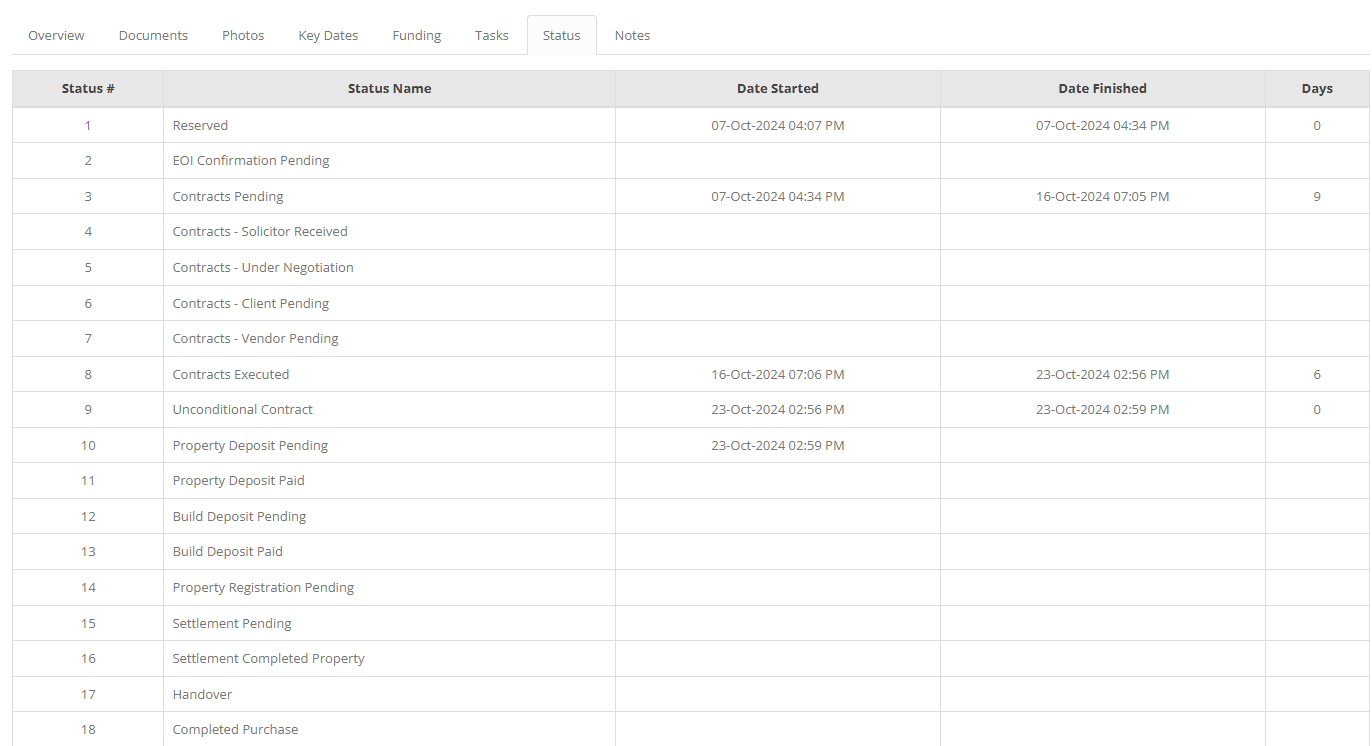 Overview Documents Photos Key Dates Funding Tasks Status Notes
Status # Status Name Date Started Date Finished Days
1 Reserved 07-Oct-2024 04:07 PM 07-Oct-2024 04:34 PM 0
2 EOI Confirmation Pending
3 Contracts Pending 07-Oct-2024 04:34 PM 16-Oct-2024 07:05 PM 9
4 Contracts - Solicitor Received
5 Contracts - Under Negotiation
6 Contracts - Client Pending
7 Contracts - Vendor Pending
8 Contracts Executed 16-Oct-2024 07:06 PM 23-Oct-2024 02:56 PM 6
9 Unconditional Contract 23-Oct-2024 02:56 PM 23-Oct-2024 02:59 PM 0
10 Property Deposit Pending 23-Oct-2024 02:59 PM
11 Property Deposit Paid
12 Build Deposit Pending
13 Build Deposit Paid
14 Property Registration Pending
15 Settlement Pending
16 Settlement Completed Property
17 Handover
18 Completed Purchase